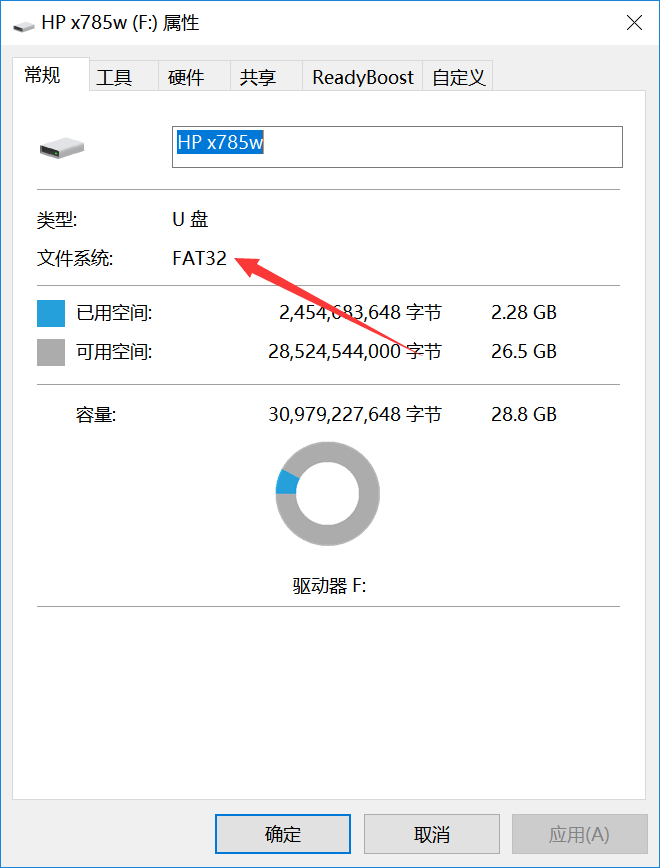 HP x785w (F:) 属性
常规 工具 硬件 共享 ReadyBoost 自定义
HP x785w
类型: U 盘
文件系统: FAT32
已用空间: 2,454,683,648 字节 2.28 GB
可用空间: 28,524,544,000 字节 26.5 GB
容量: 30,979,227,648 字节 28.8 GB
驱动器 F:
确定 取消 应用(A)